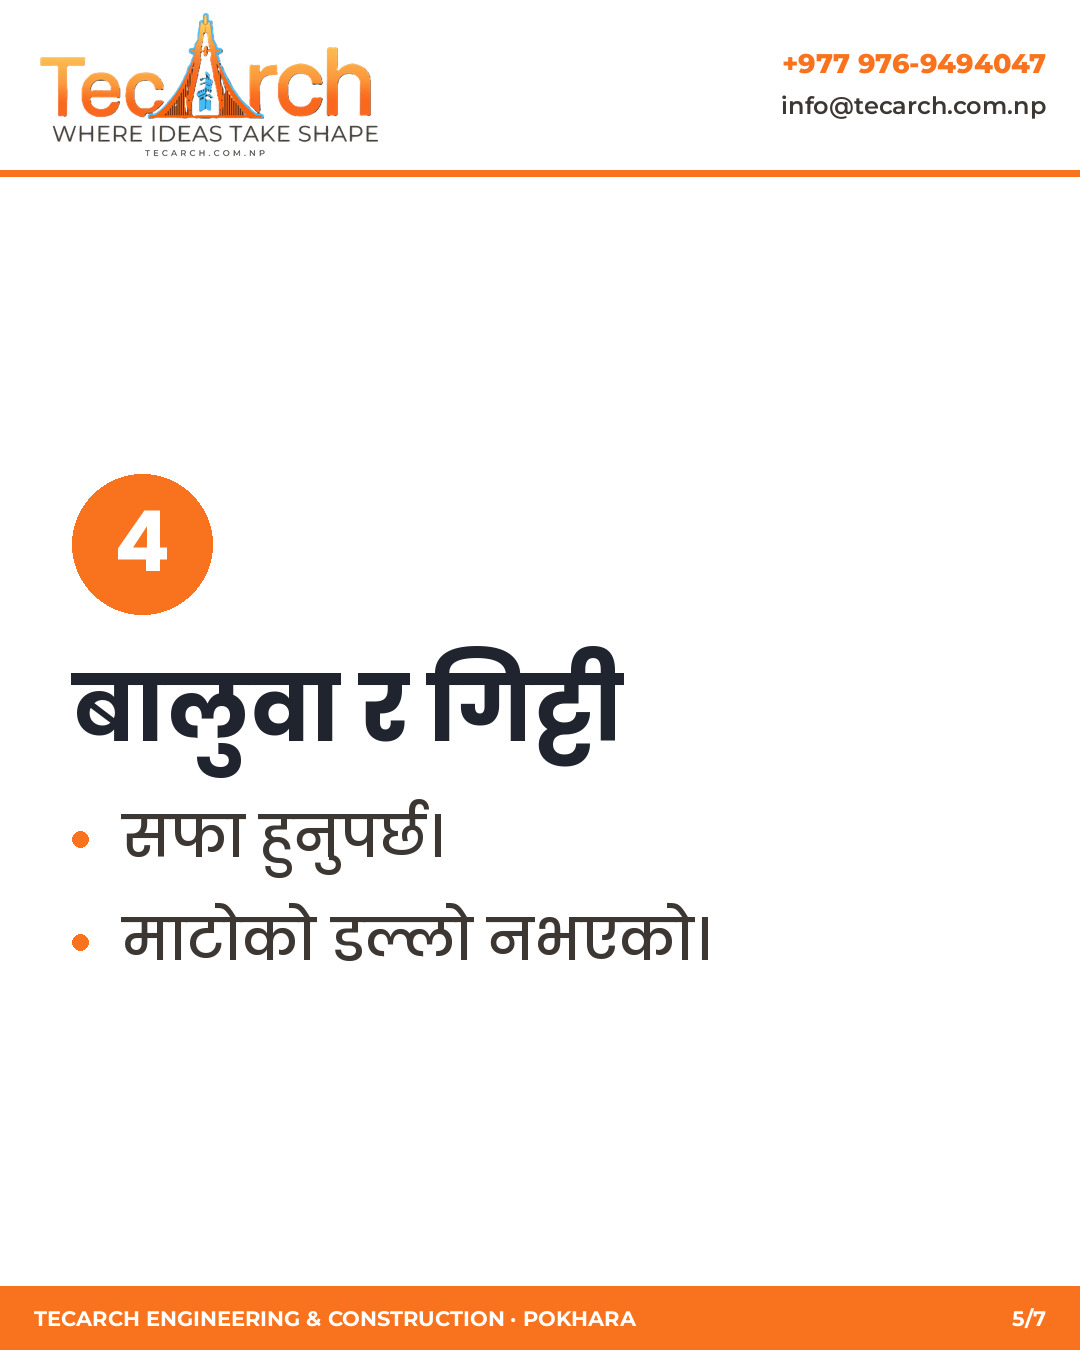 TecArch
WHERE IDEAS TAKE SHAPE
TECARCH.COM.NP
+977 976-9494047
info@tecarch.com.np
4
बालुवा र गिट्टी
• सफा हुनुपर्छ।
• माटोको डल्लो नभएको।
TECARCH ENGINEERING & CONSTRUCTION · POKHARA
5/7